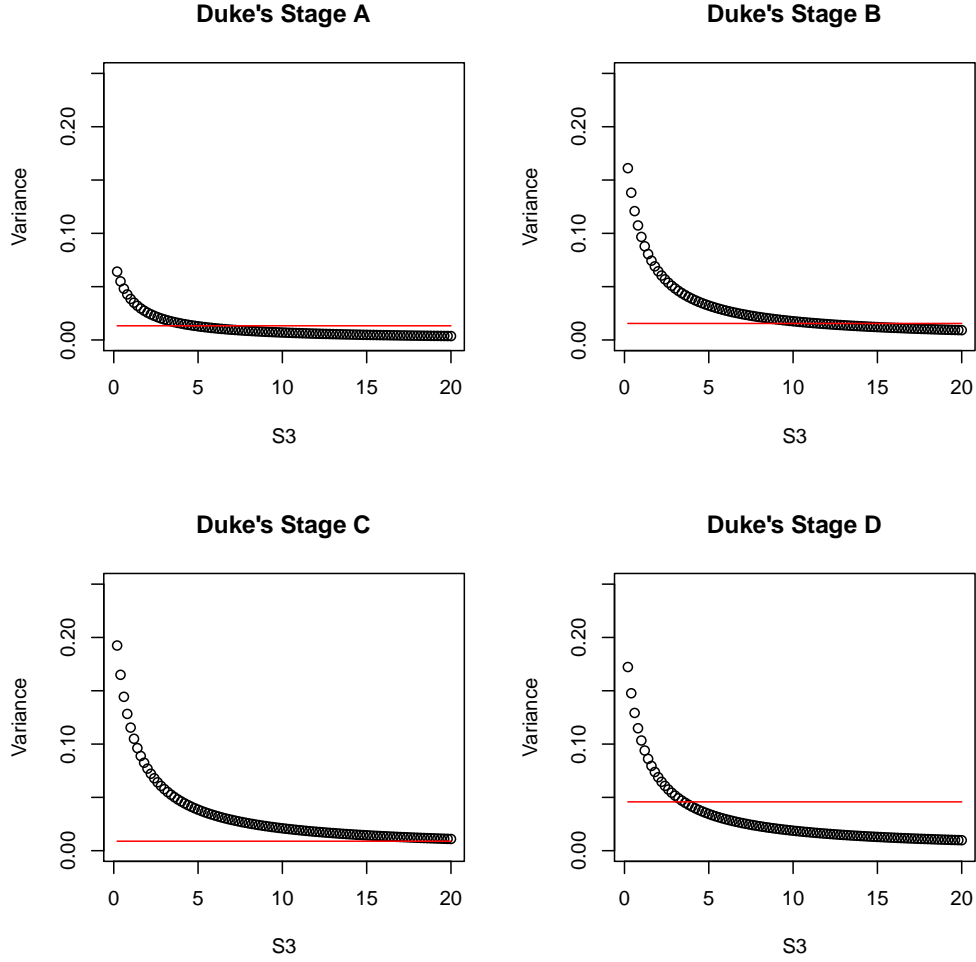 Duke's Stage A
Variance
0.00 0.10 0.20
0 5 10 15 20
S3
Duke's Stage B
Variance
0.00 0.10 0.20
0 5 10 15 20
S3
Duke's Stage C
Variance
0.00 0.10 0.20
0 5 10 15 20
S3
Duke's Stage D
Variance
0.00 0.10 0.20
0 5 10 15 20
S3